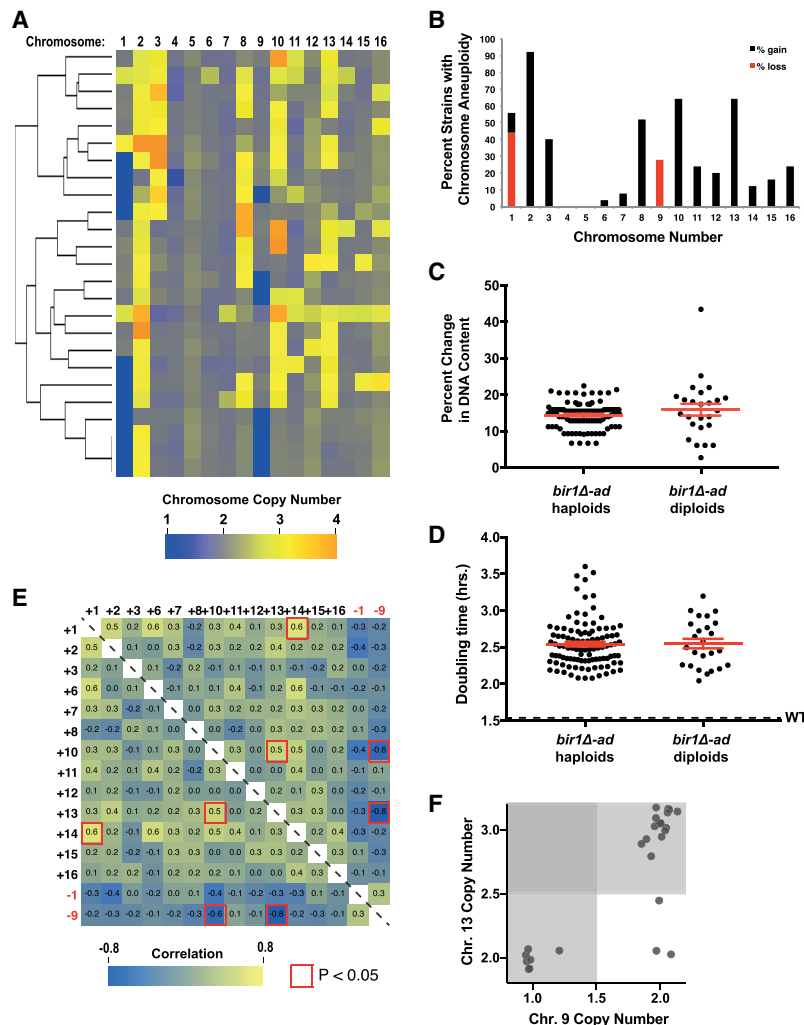 A
Chromosome:
1 2 3 4 5 6 7 8 9 10 11 12 13 14 15 16
Chromosome Copy Number
1 2 3 4
B
% gain
% loss
Percent Strains with
Chromosome Aneuploidy
100
90
80
70
60
50
40
30
20
10
0
1 2 3 4 5 6 7 8 9 10 11 12 13 14 15 16
Chromosome Number
C
Percent Change
in DNA Content
50
40
30
20
10
0
bir1Δ-ad
haploids
bir1Δ-ad
diploids
D
Doubling time (hrs.)
4.0
3.5
3.0
2.5
2.0
1.5
WT
bir1Δ-ad
haploids
bir1Δ-ad
diploids
E
+1 +2 +3 +6 +7 +8 +10 +11 +12 +13 +14 +15 +16 -1 -9
+1 0.5 0.2 0.6 0.3 -0.2 0.3 0.4 0.1 0.3 0.6 0.2 0.1 -0.3 -0.2
+2 0.5 0.1 0.0 0.2 -0.2 0.3 0.2 0.2 0.4 0.2 0.2 0.2 -0.4 -0.3
+3 0.2 0.1 0.1 -0.2 0.2 -0.1 -0.1 -0.1 0.1 -0.1 -0.1 0.1 0.0 -0.2
+6 0.6 0.0 0.1 -0.1 0.1 0.1 0.4 -0.1 0.2 0.6 -0.1 -0.1 -0.2 -0.1
+7 0.3 0.2 -0.2 -0.1 0.0 0.1 0.2 0.1 0.3 0.3 0.3 0.2 0.1 -0.2
+8 -0.2 -0.2 0.2 0.1 0.0 0.0 -0.2 0.0 0.2 0.0 0.1 0.0 0.0 -0.3
+10 0.3 0.3 -0.1 0.1 0.1 0.0 0.3 0.0 0.5 0.5 0.0 0.2 -0.4 -0.6
+11 0.4 0.2 -0.1 0.4 0.2 -0.2 0.3 0.0 0.2 0.4 0.2 0.0 -0.1 0.1
+12 0.1 0.2 -0.1 -0.1 0.1 0.0 0.0 0.0 0.0 0.1 0.2 0.1 -0.2 -0.1
+13 0.3 0.4 0.1 0.2 0.3 0.2 0.5 0.2 0.0 0.3 0.3 0.4 -0.3 -0.8
+14 0.6 0.2 -0.1 0.6 0.3 0.0 0.5 0.4 0.1 0.3 0.2 0.2 -0.3 -0.2
+15 0.2 0.2 -0.1 -0.1 0.3 0.1 0.0 0.2 0.2 0.3 0.2 0.3 0.1 -0.3
+16 0.1 0.2 0.1 -0.1 0.2 0.0 0.2 0.0 0.1 0.4 0.2 0.3 0.0 -0.3
-1 -0.3 -0.4 0.0 -0.2 0.1 0.0 -0.4 -0.1 -0.2 -0.3 -0.3 0.1 0.0 0.3
-9 -0.2 -0.3 -0.2 -0.1 -0.2 -0.3 -0.6 0.1 -0.1 -0.8 -0.2 -0.3 -0.3 0.3
-0.8 Correlation 0.8
P < 0.05
F
Chr. 13 Copy Number
3.0
2.5
2.0
1.0 1.5 2.0
Chr. 9 Copy Number